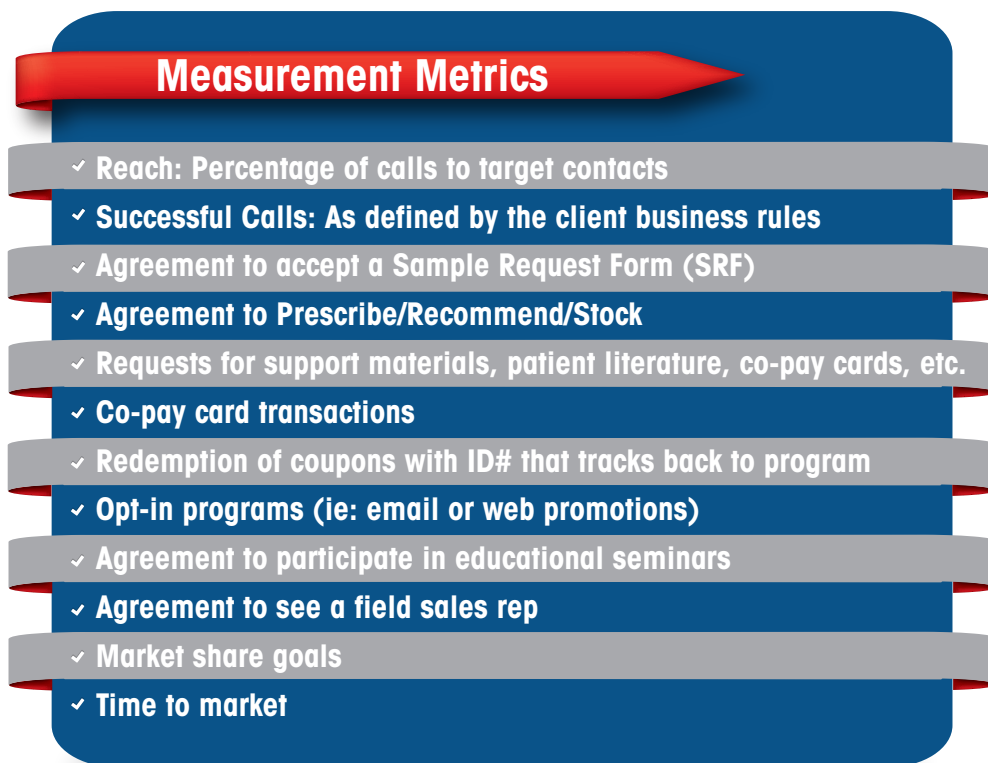 Measurement Metrics
✓ Reach: Percentage of calls to target contacts
✓ Successful Calls: As defined by the client business rules
✓ Agreement to accept a Sample Request Form (SRF)
✓ Agreement to Prescribe/Recommend/Stock
✓ Requests for support materials, patient literature, co-pay cards, etc.
✓ Co-pay card transactions
✓ Redemption of coupons with ID# that tracks back to program
✓ Opt-in programs (ie: email or web promotions)
✓ Agreement to participate in educational seminars
✓ Agreement to see a field sales rep
✓ Market share goals
✓ Time to market